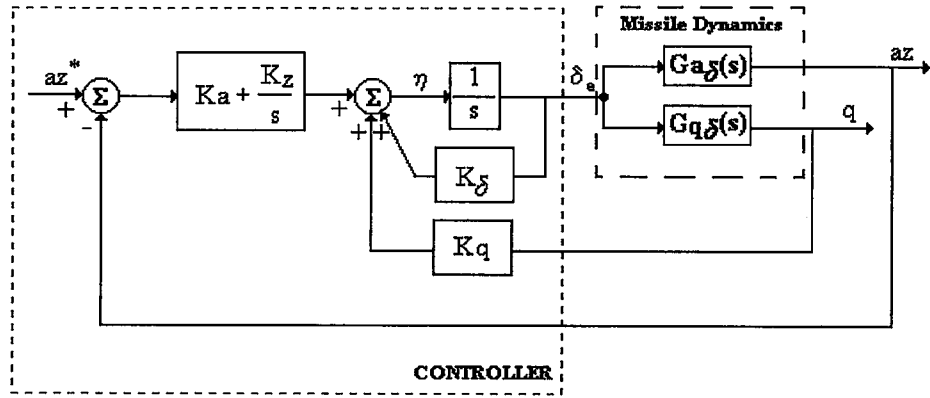 Missile Dynamics
az*
+
-
Σ
Ka + Kz/s
+
Σ
+ +
η
1/s
δe
Gaδ(s)
az
Gqδ(s)
q
Kδ
Kq
CONTROLLER